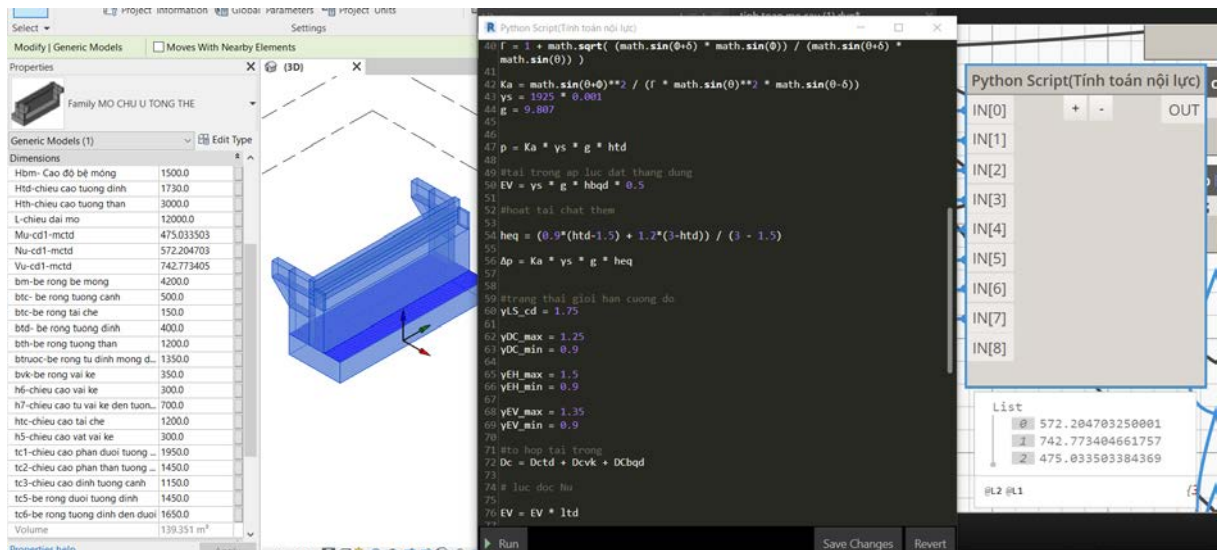 Project Information
Global Parameters
Project Units
Select
Settings
Modify | Generic Models
Moves With Nearby Elements
Properties
X
(3D)
X
Family MO CHU U TONG THE
Generic Models (1)
Edit Type
Dimensions
Hbm- Cao độ bệ móng 1500.0
Htd-chieu cao tuong dinh 1730.0
Hth-chieu cao tuong than 3000.0
L-chieu dai mo 12000.0
Mu-cd1-mctd 475.033503
Nu-cd1-mctd 572.204703
Vu-cd1-mctd 742.773405
bm-be rong be mong 4200.0
btc- be rong tuong canh 500.0
btc-be rong tai che 150.0
btd- be rong tuong dinh 400.0
bth-be rong tuong than 1200.0
btruoc-be rong tu dinh mong d... 1350.0
bvk-be rong vai ke 350.0
h6-chieu cao vai ke 300.0
h7-chieu cao tu vai ke den tuon... 700.0
htc-chieu cao tai che 1200.0
h5-chieu cao vat vai ke 300.0
tc1-chieu cao phan duoi tuong ... 1950.0
tc2-chieu cao phan than tuong ... 1450.0
tc3-chieu cao dinh tuong canh 1150.0
tc5-be rong duoi tuong dinh 1450.0
tc6-be rong tuong dinh den duoi 1650.0
Volume 139.351 m³
Properties help
R Python Script(Tính toán nội lực)
40 Γ = 1 + math.sqrt( (math.sin(Φ+δ) * math.sin(Φ)) / (math.sin(θ+δ) *
math.sin(θ)) )
41
42 Ka = math.sin(θ+Φ)**2 / (Γ * math.sin(θ)**2 * math.sin(θ-δ))
43 ys = 1925 * 0.001
44 g = 9.807
45
46
47 p = Ka * ys * g * htd
48
49 #tai trong ap luc dat thang dung
50 EV = ys * g * hbqd * 0.5
51
52 #hoat tai chat them
53
54 heq = (0.9*(htd-1.5) + 1.2*(3-htd)) / (3 - 1.5)
55
56 Δp = Ka * ys * g * heq
57
58
59 #trang thai gioi han cuong do
60 yLS_cd = 1.75
61
62 yDC_max = 1.25
63 yDC_min = 0.9
64
65 yEH_max = 1.5
66 yEH_min = 0.9
67
68 yEV_max = 1.35
69 yEV_min = 0.9
70
71 #to hop tai trong
72 Dc = Dctd + Dcvk + DCbqd
73
74 # luc doc Nu
75
76 EV = EV * ltd
Run
Save Changes
Revert
Python Script(Tính toán nội lực)
IN[0] + - OUT
IN[1]
IN[2]
IN[3]
IN[4]
IN[5]
IN[6]
IN[7]
IN[8]
List
0 572.204703250001
1 742.773404661757
2 475.033503384369
@L2 @L1 {3